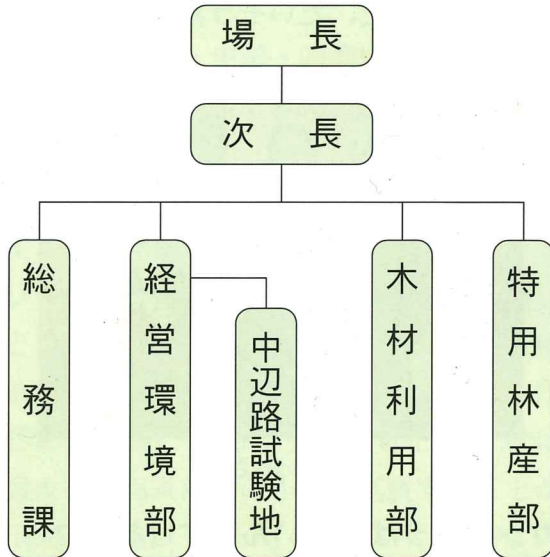 場長
次長
総務課
経営環境部
中辺路試験地
木材利用部
特用林産部